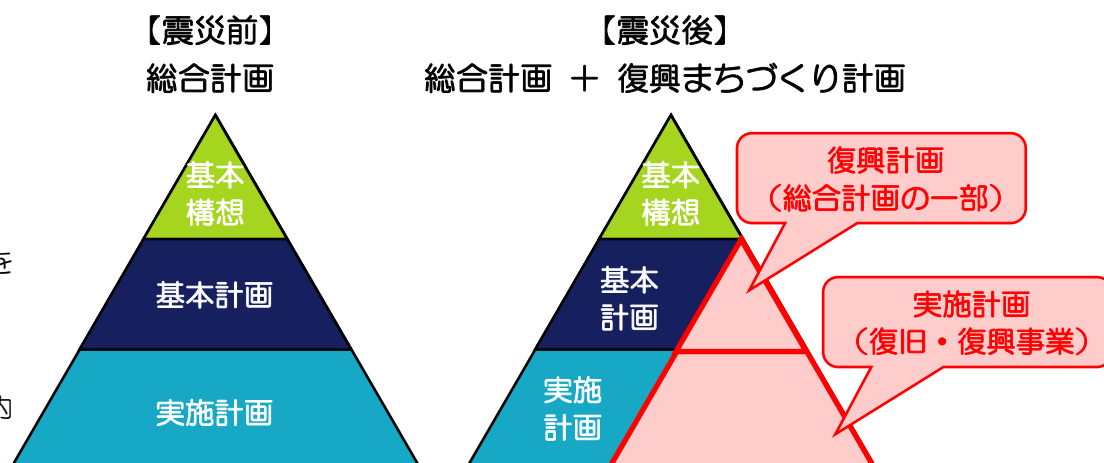 【震災前】
総合計画
基本
構想
基本計画
実施計画
【震災後】
総合計画 ＋ 復興まちづくり計画
基本
構想
基本
計画
実施
計画
復興計画
（総合計画の一部）
実施計画
（復旧・復興事業）
を